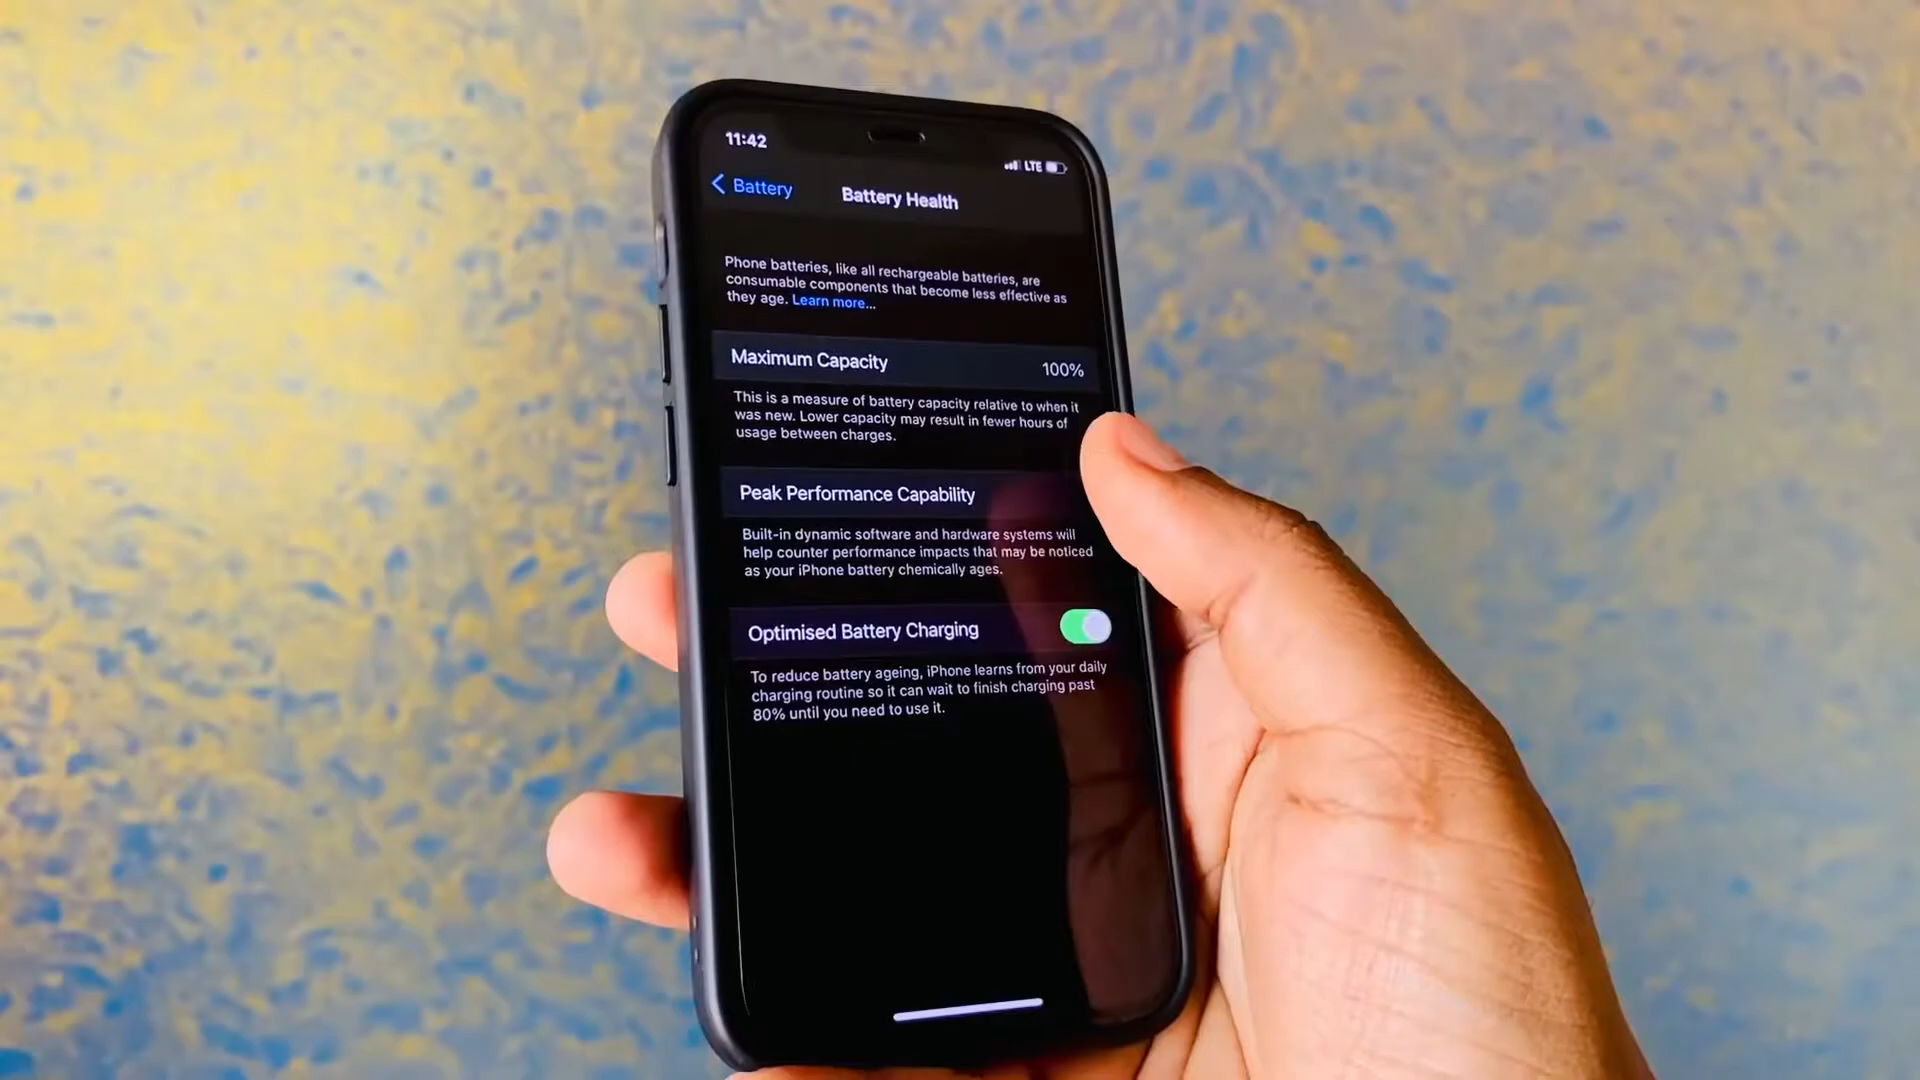 11:42
LTE
Battery
Battery Health
Phone batteries, like all rechargeable batteries, are
consumable components that become less effective as
they age. Learn more...
Maximum Capacity 100%
This is a measure of battery capacity relative to when it
was new. Lower capacity may result in fewer hours of
usage between charges.
Peak Performance Capability
Built-in dynamic software and hardware systems will
help counter performance impacts that may be noticed
as your iPhone battery chemically ages.
Optimised Battery Charging
To reduce battery ageing, iPhone learns from your daily
charging routine so it can wait to finish charging past
80% until you need to use it.